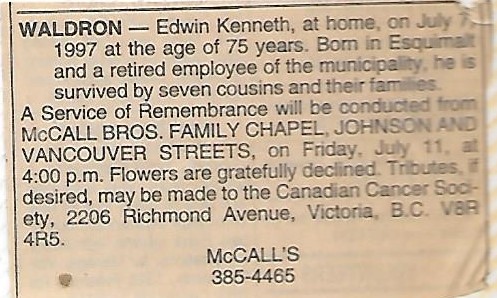 WALDRON — Edwin Kenneth, at home, on July 7,
1997 at the age of 75 years. Born in Esquimalt
and a retired employee of the municipality, he is
survived by seven cousins and their families.
A Service of Remembrance will be conducted from
McCALL BROS. FAMILY CHAPEL, JOHNSON AND
VANCOUVER STREETS, on Friday, July 11, at
4:00 p.m. Flowers are gratefully declined. Tributes, if
desired, may be made to the Canadian Cancer Soci-
ety, 2206 Richmond Avenue, Victoria, B.C. V8R
4R5.
McCALL'S
385-4465